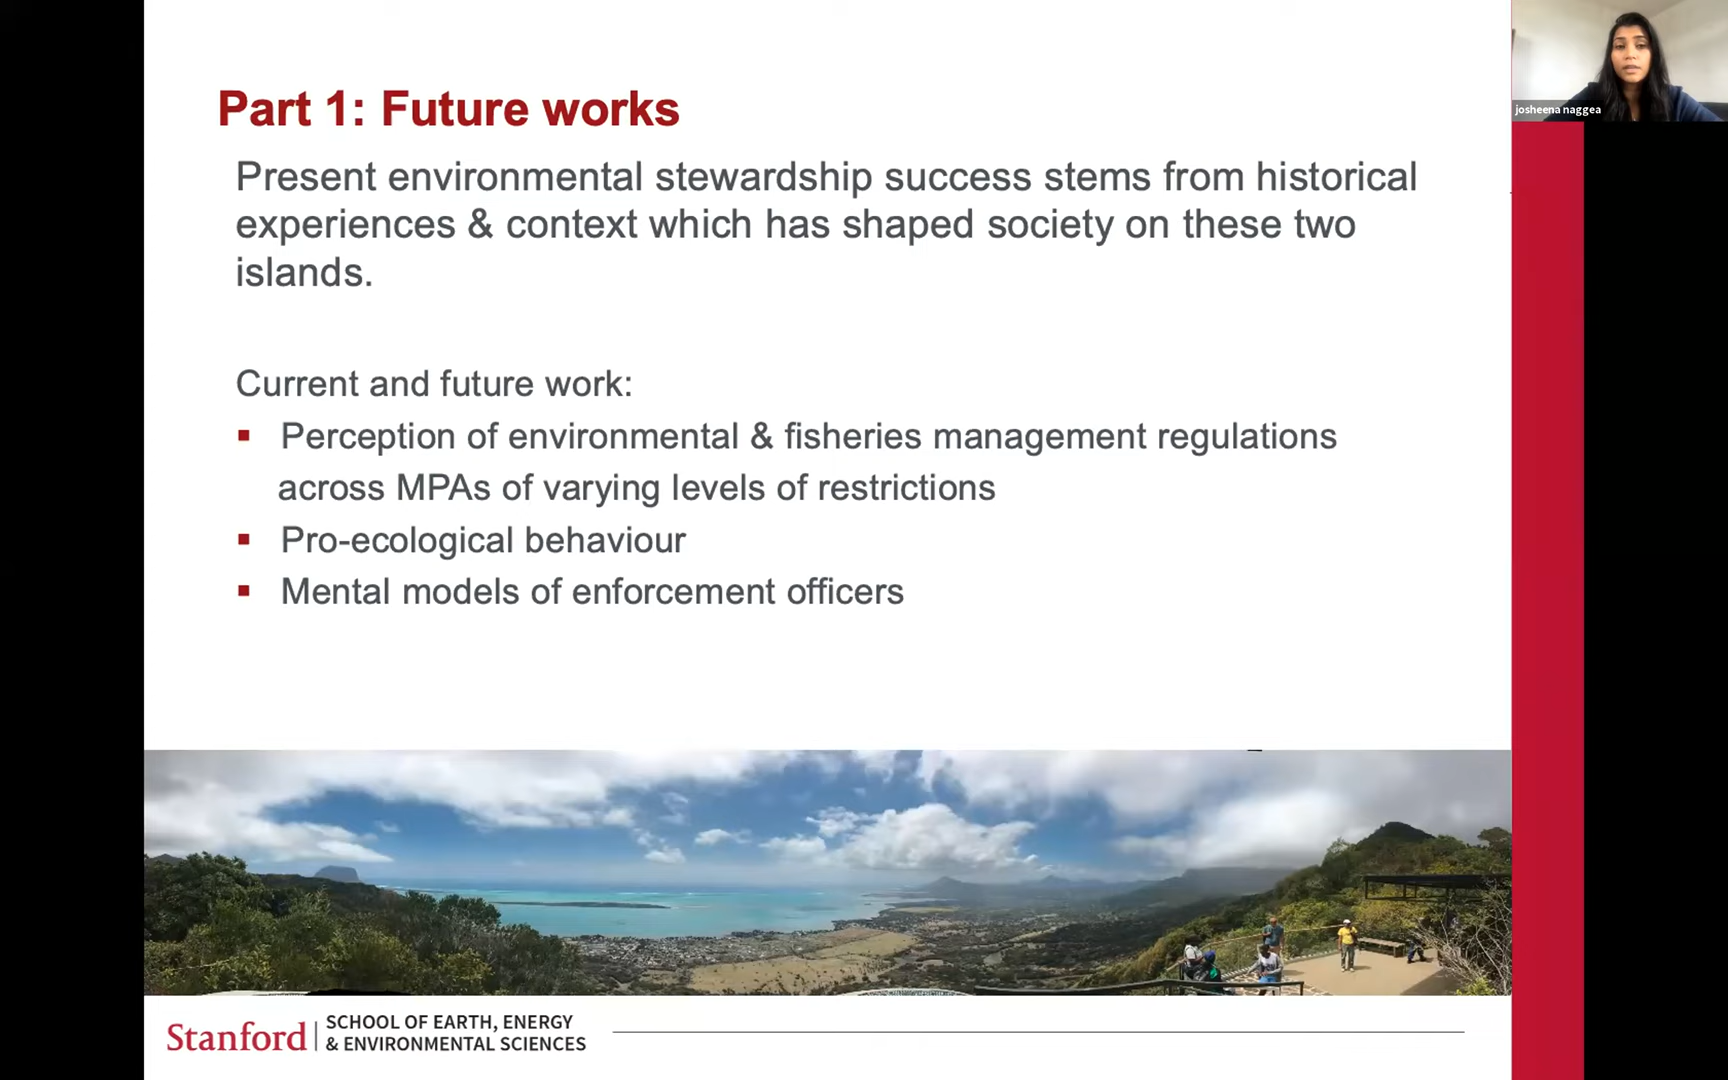 josheena naggea
Part 1: Future works
Present environmental stewardship success stems from historical
experiences & context which has shaped society on these two
islands.
Current and future work:
▪ Perception of environmental & fisheries management regulations
across MPAs of varying levels of restrictions
▪ Pro-ecological behaviour
▪ Mental models of enforcement officers
Stanford
SCHOOL OF EARTH, ENERGY
& ENVIRONMENTAL SCIENCES